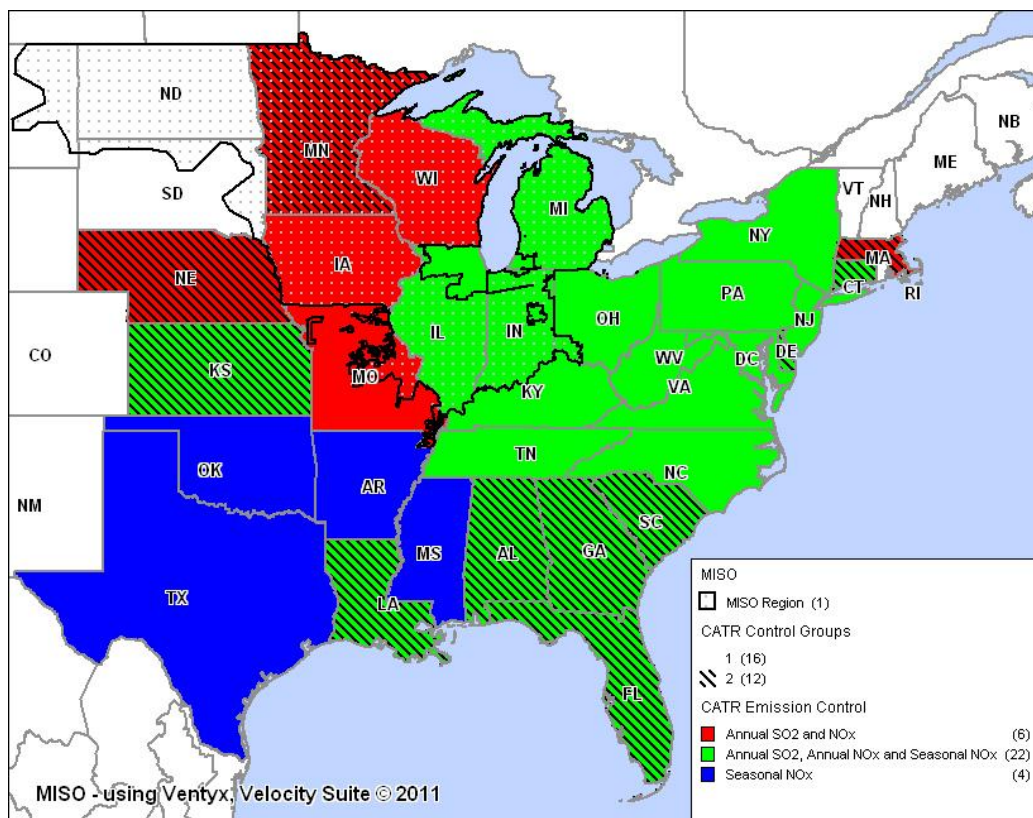 ND
MN
NB
ME
SD
WI
VT
NH
MI
NY
MA
NE
IA
CT
RI
PA
IL
IN
OH
NJ
CO
DE
WV
DC
KS
MO
KY
VA
TN
NC
OK
AR
NM
SC
MS
AL
GA
TX
LA
FL
MISO
MISO Region (1)
CATR Control Groups
1 (16)
2 (12)
CATR Emission Control
Annual SO2 and NOx (6)
Annual SO2, Annual NOx and Seasonal NOx (22)
Seasonal NOx (4)
MISO - using Ventyx, Velocity Suite © 2011